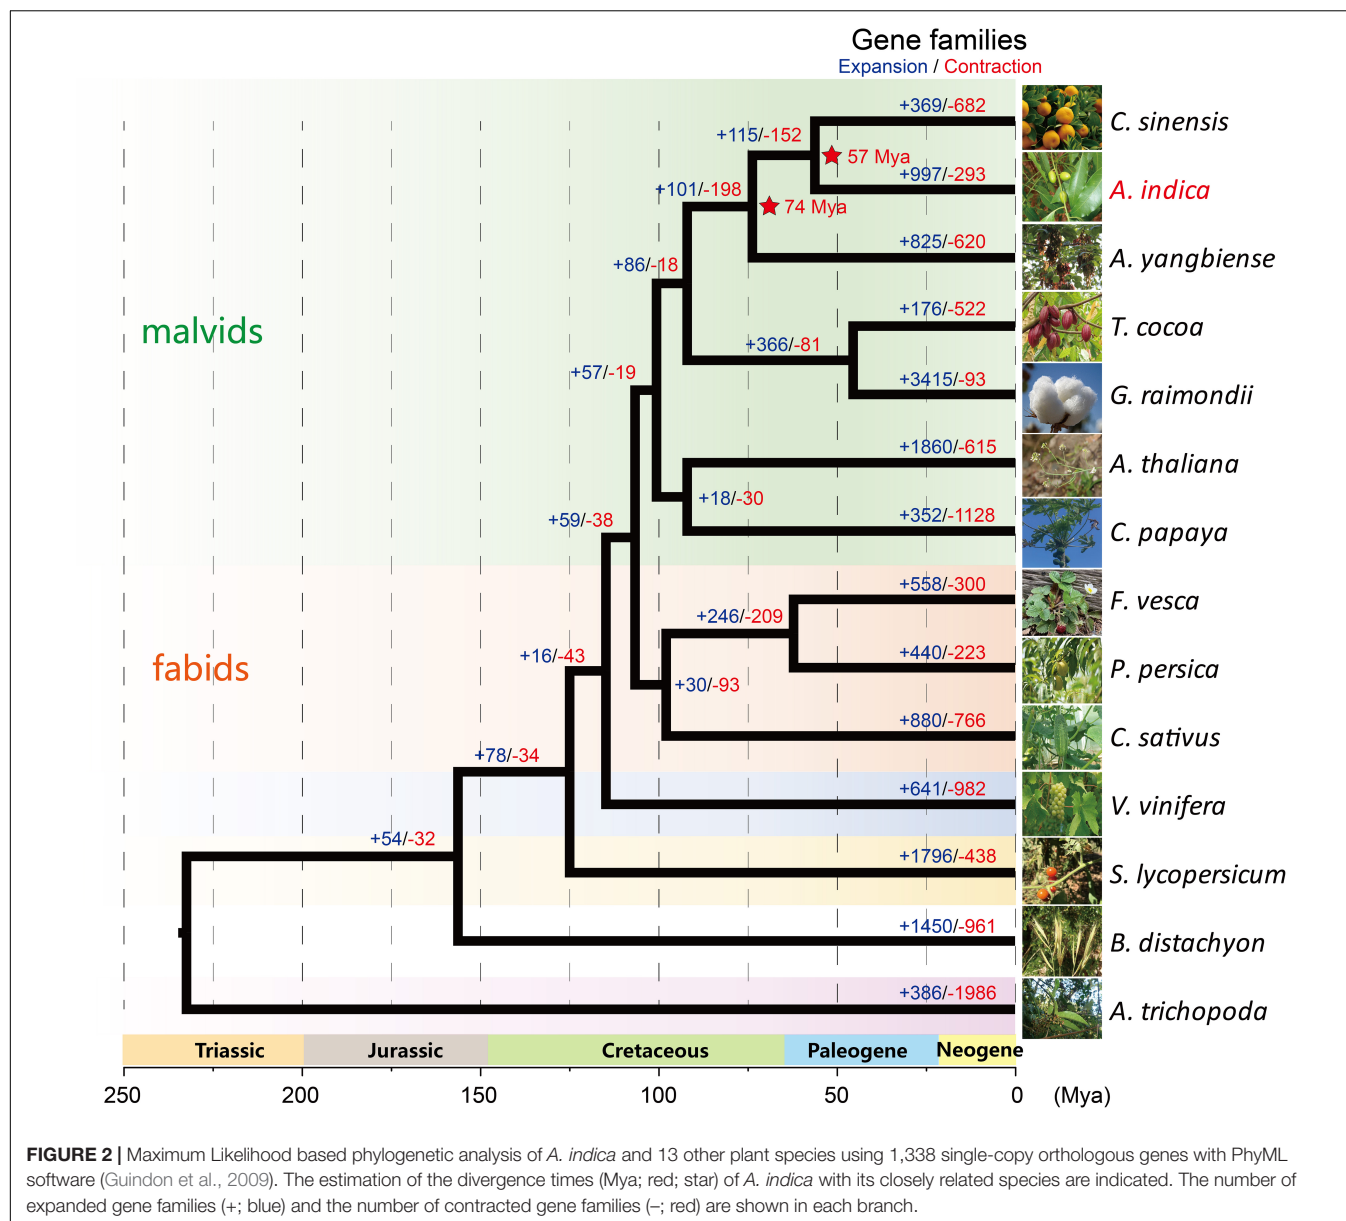 Gene families
Expansion / Contraction
+369/-682
C. sinensis
+115/-152
57 Mya
+997/-293
A. indica
+101/-198
74 Mya
+825/-620
A. yangbiense
+86/-18
+176/-522
T. cocoa
malvids
+366/-81
+57/-19
+3415/-93
G. raimondii
+1860/-615
A. thaliana
+18/-30
+59/-38
+352/-1128
C. papaya
+558/-300
F. vesca
+246/-209
+16/-43
+440/-223
P. persica
fabids
+30/-93
+880/-766
C. sativus
+78/-34
+641/-982
V. vinifera
+54/-32
+1796/-438
S. lycopersicum
+1450/-961
B. distachyon
+386/-1986
A. trichopoda
Triassic Jurassic Cretaceous Paleogene Neogene
250 200 150 100 50 0 (Mya)
FIGURE 2 | Maximum Likelihood based phylogenetic analysis of A. indica and 13 other plant species using 1,338 single-copy orthologous genes with PhyML
software (Guindon et al., 2009). The estimation of the divergence times (Mya; red; star) of A. indica with its closely related species are indicated. The number of
expanded gene families (+; blue) and the number of contracted gene families (–; red) are shown in each branch.